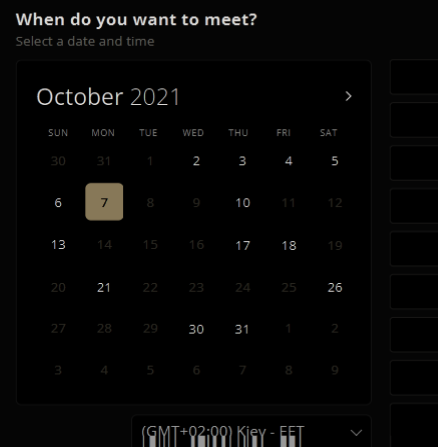 When do you want to meet?
Select a date and time
October 2021 >
SUN MON TUE WED THU FRI SAT
30 31 1 2 3 4 5
6 7 8 9 10 11 12
13 14 15 16 17 18 19
20 21 22 23 24 25 26
27 28 29 30 31 1 2
3 4 5 6 7 8 9
(GMT+02:00) Kiev - EET